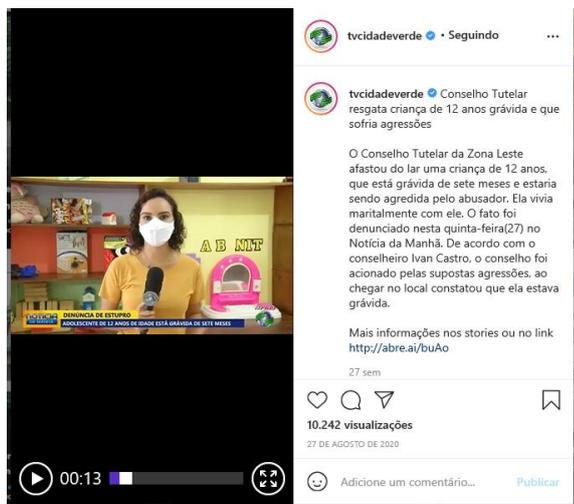 tvcidadeverde • Seguindo
tvcidadeverde Conselho Tutelar
resgata criança de 12 anos grávida e que
sofria agressões
O Conselho Tutelar da Zona Leste
afastou do lar uma criança de 12 anos,
que está grávida de sete meses e estaria
sendo agredida pelo abusador. Ela vivia
maritalmente com ele. O fato foi
denunciado nesta quinta-feira(27) no
Notícia da Manhã. De acordo com o
conselheiro Ivan Castro, o conselho foi
acionado pelas supostas agressões, ao
chegar no local constatou que ela estava
grávida.
Mais informações nos stories ou no link
http://abre.ai/buAo
27 sem
10.242 visualizações
27 DE AGOSTO DE 2020
Adicione um comentário... Publicar
A B NIT
NOTÍCIA
DA MANHÃ
DENÚNCIA DE ESTUPRO
ADOLESCENTE DE 12 ANOS DE IDADE ESTÁ GRÁVIDA DE SETE MESES
00:13